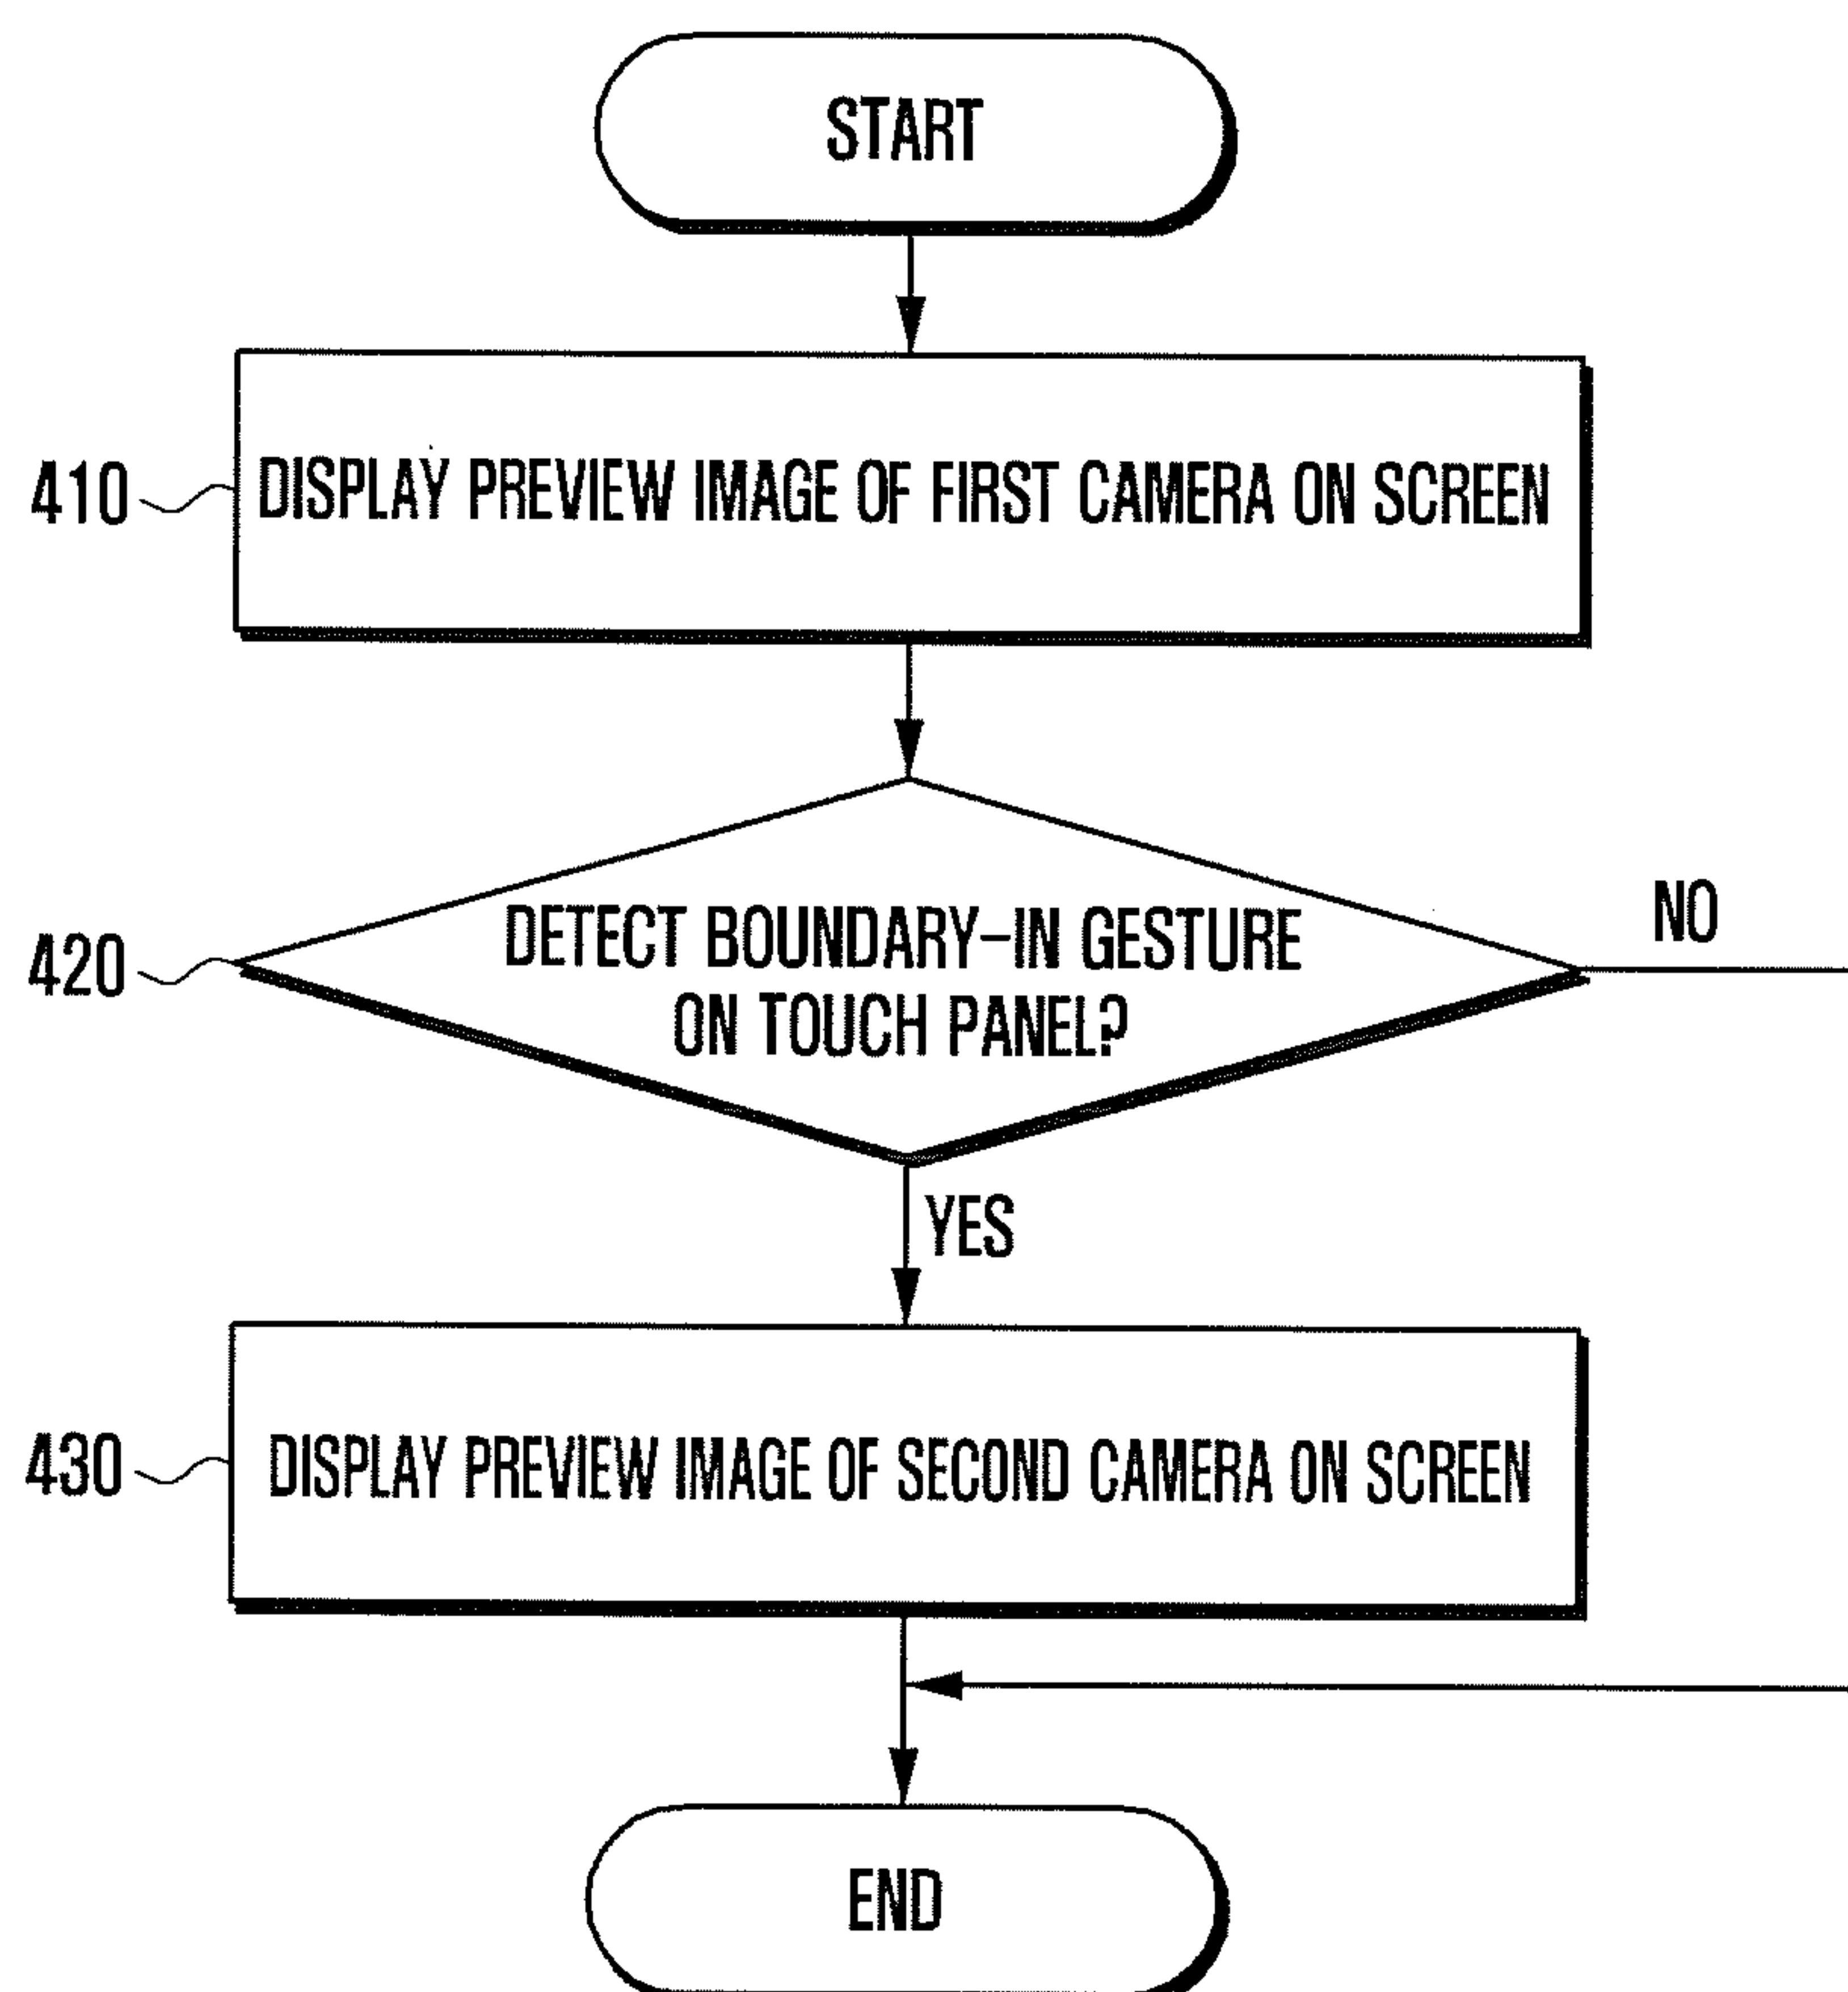 START
410
DISPLAY PREVIEW IMAGE OF FIRST CAMERA ON SCREEN
420
DETECT BOUNDARY–IN GESTURE
ON TOUCH PANEL?
NO
YES
430
DISPLAY PREVIEW IMAGE OF SECOND CAMERA ON SCREEN
END